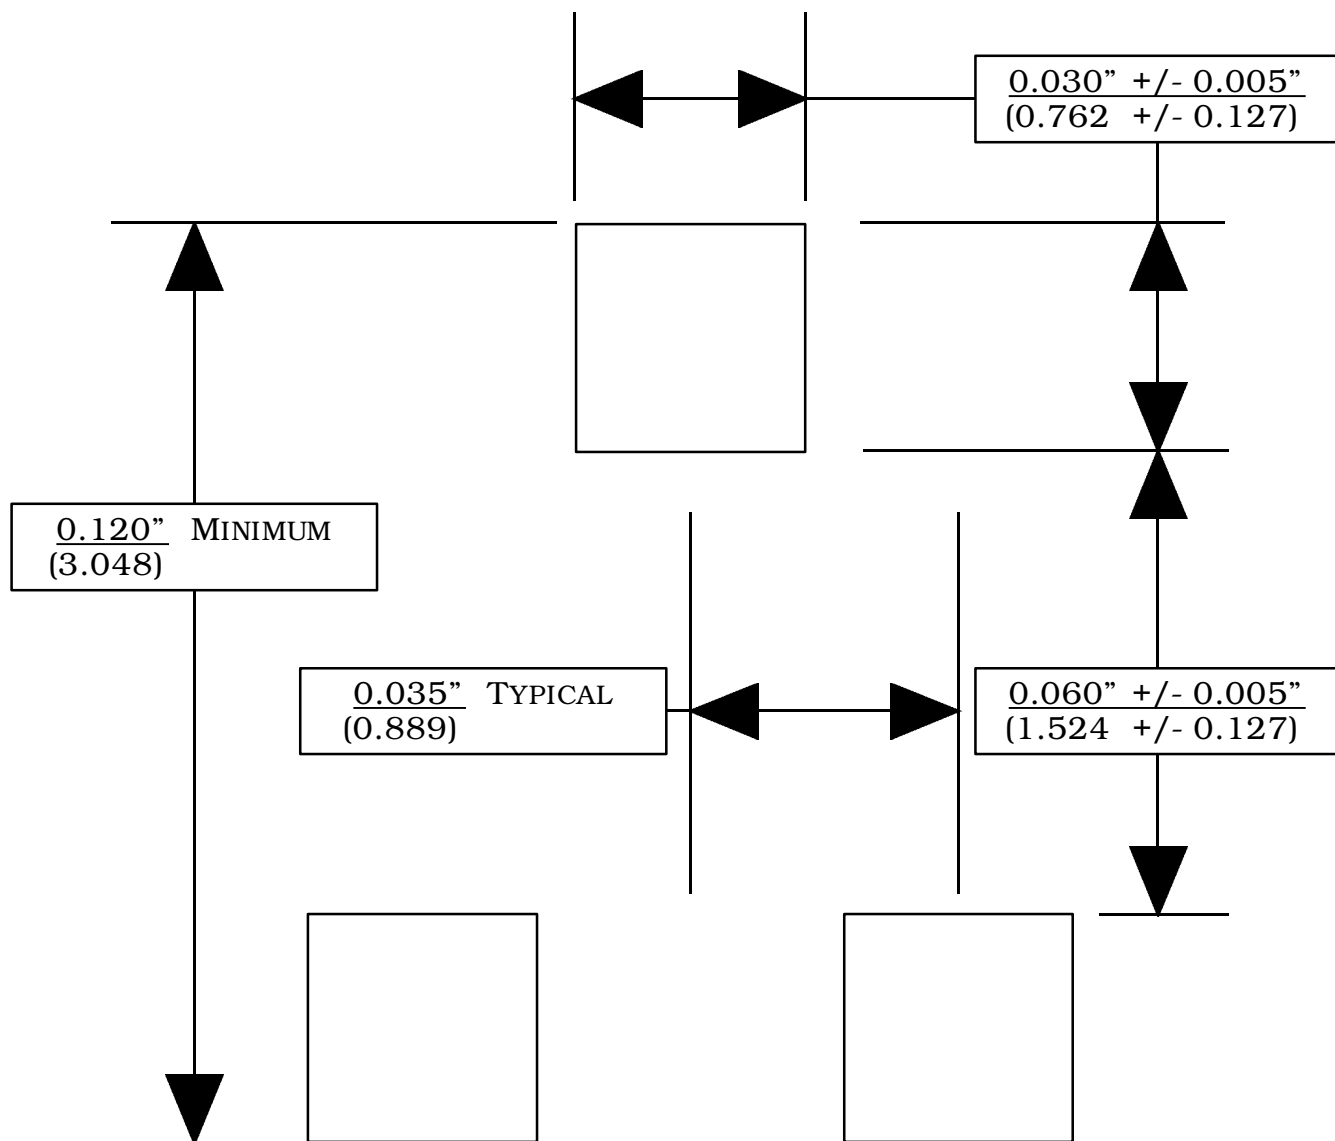 0.030” +/- 0.005”
(0.762 +/- 0.127)
0.120” MINIMUM
(3.048)
0.035” TYPICAL
(0.889)
0.060” +/- 0.005”
(1.524 +/- 0.127)